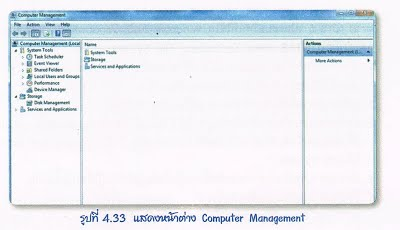 Computer Management
File Action View Help
Computer Management (Local
System Tools
Task Scheduler
Event Viewer
Shared Folders
Local Users and Groups
Performance
Device Manager
Storage
Disk Management
Services and Applications
Name
System Tools
Storage
Services and Applications
Actions
Computer Management (L...
More Actions
รูปที่ 4.33 แสดงหน้าต่าง Computer Management